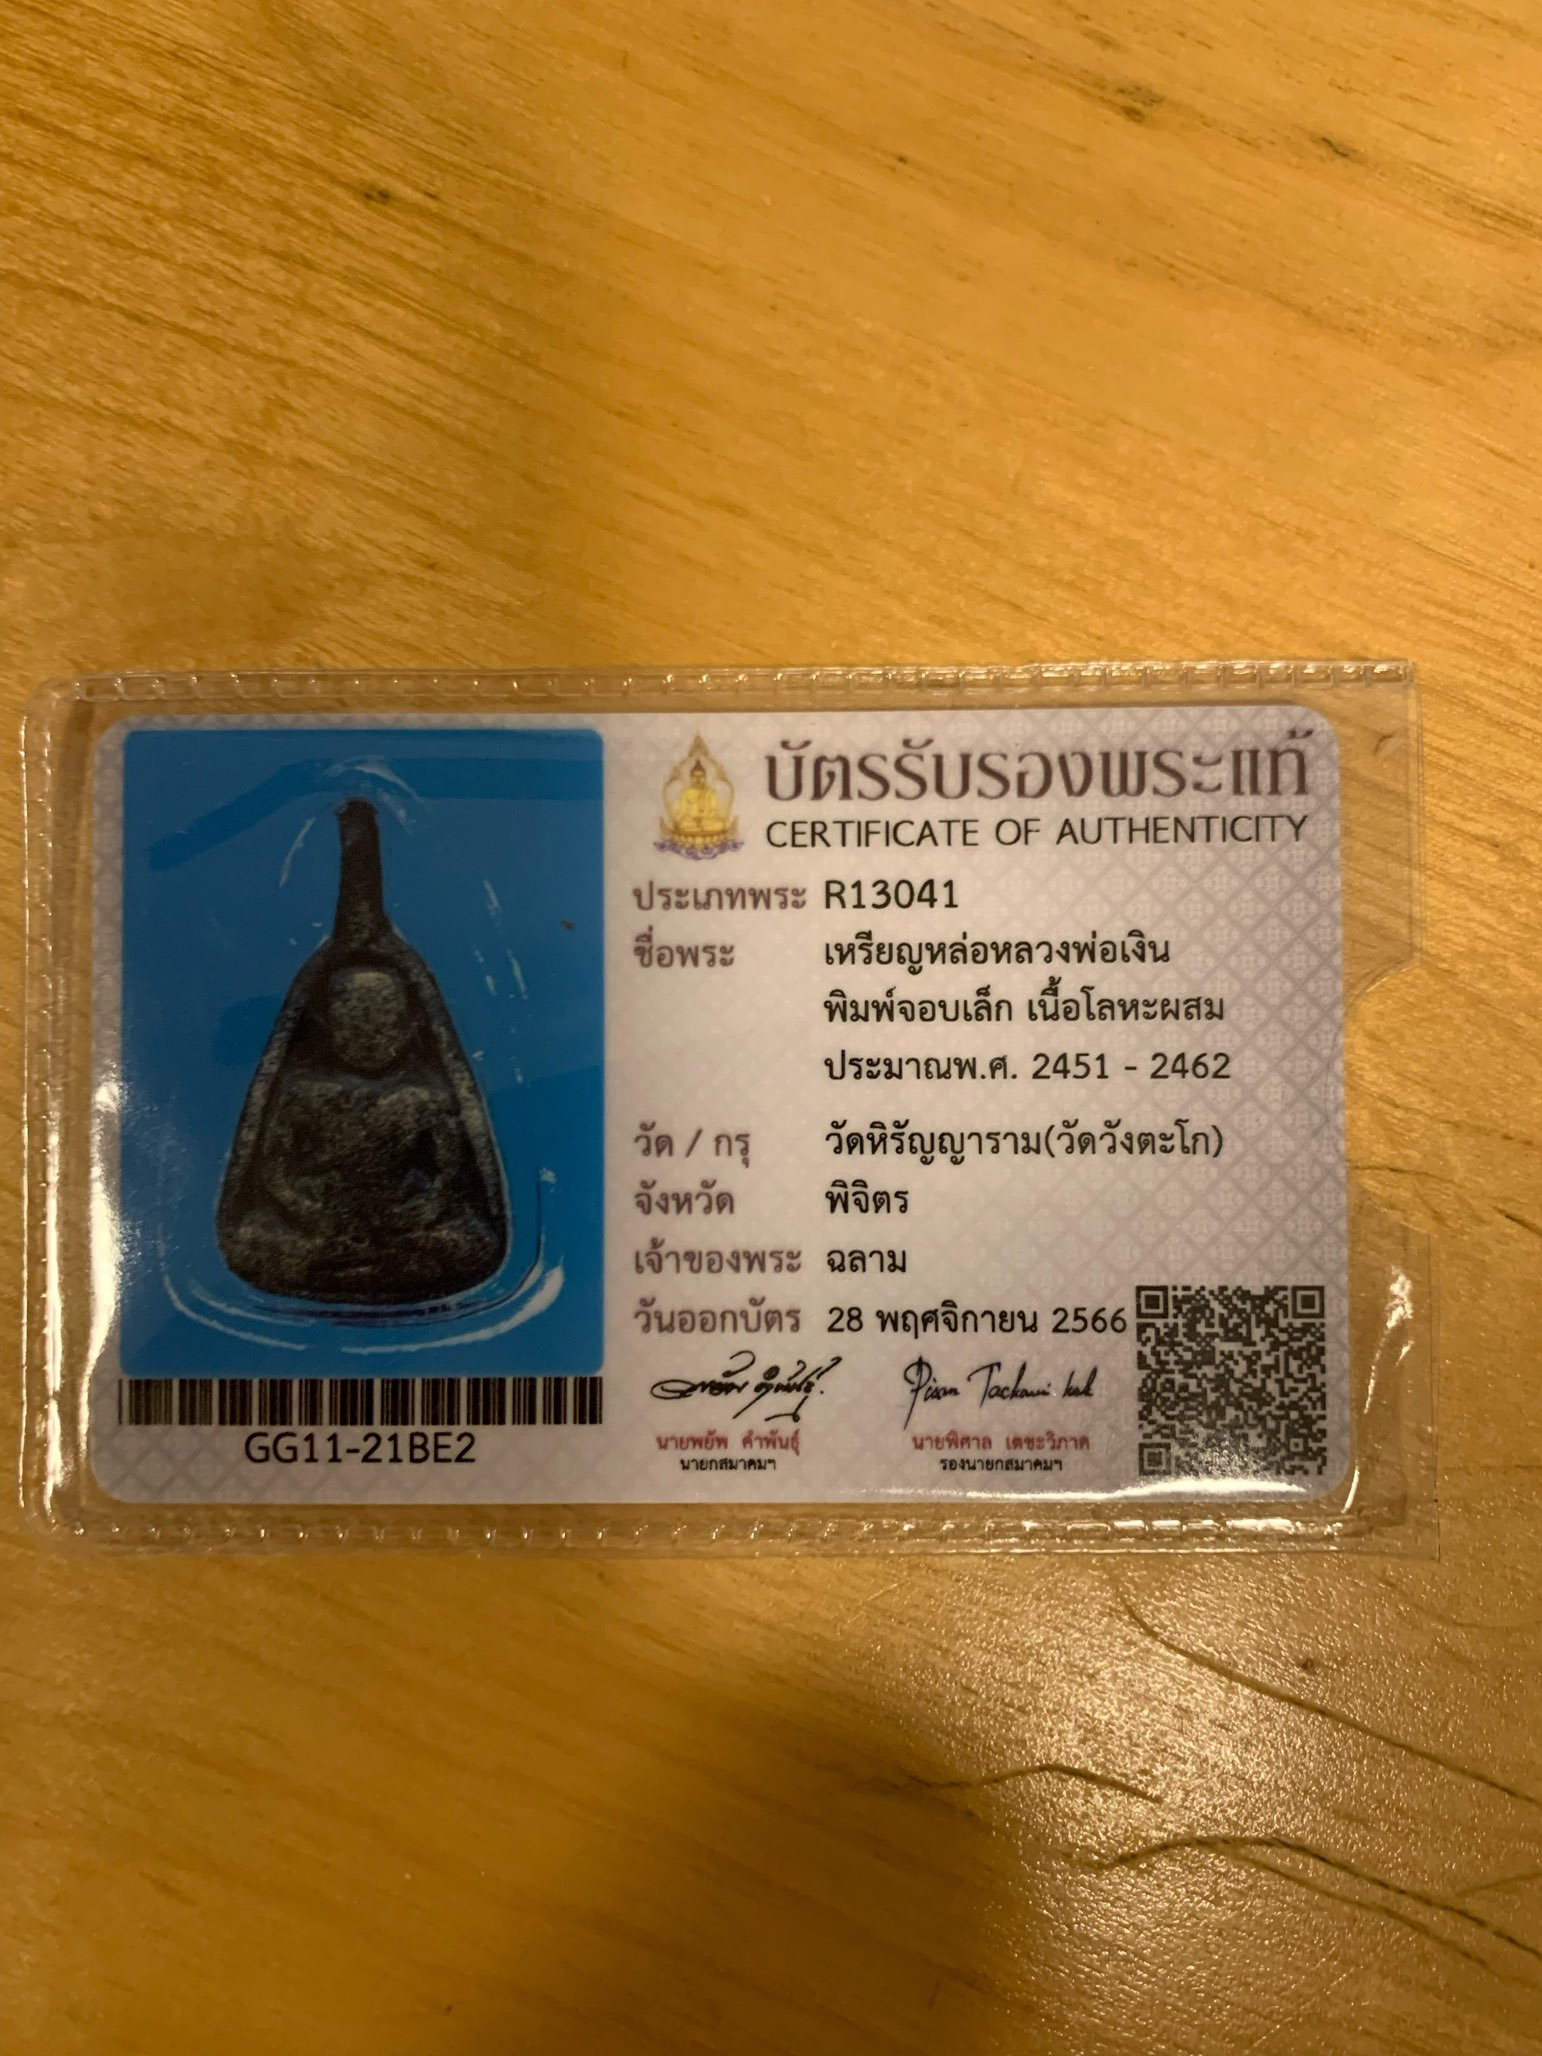 บัตรรับรองพระแท้
CERTIFICATE OF AUTHENTICITY
ประเภทพระ R13041
ชื่อพระ เหรียญหล่อหลวงพ่อเงิน
พิมพ์จอบเล็ก เนื้อโลหะผสม
ประมาณพ.ศ. 2451 - 2462
วัด / กรุ วัดหิรัญญาราม(วัดวังตะโก)
จังหวัด พิจิตร
เจ้าของพระ ฉลาม
วันออกบัตร 28 พฤศจิกายน 2566
นายพยัพ คำพันธุ์
นายกสมาคมฯ
นายพิศาล เตชะวิภาค
รองนายกสมาคมฯ
GG11-21BE2